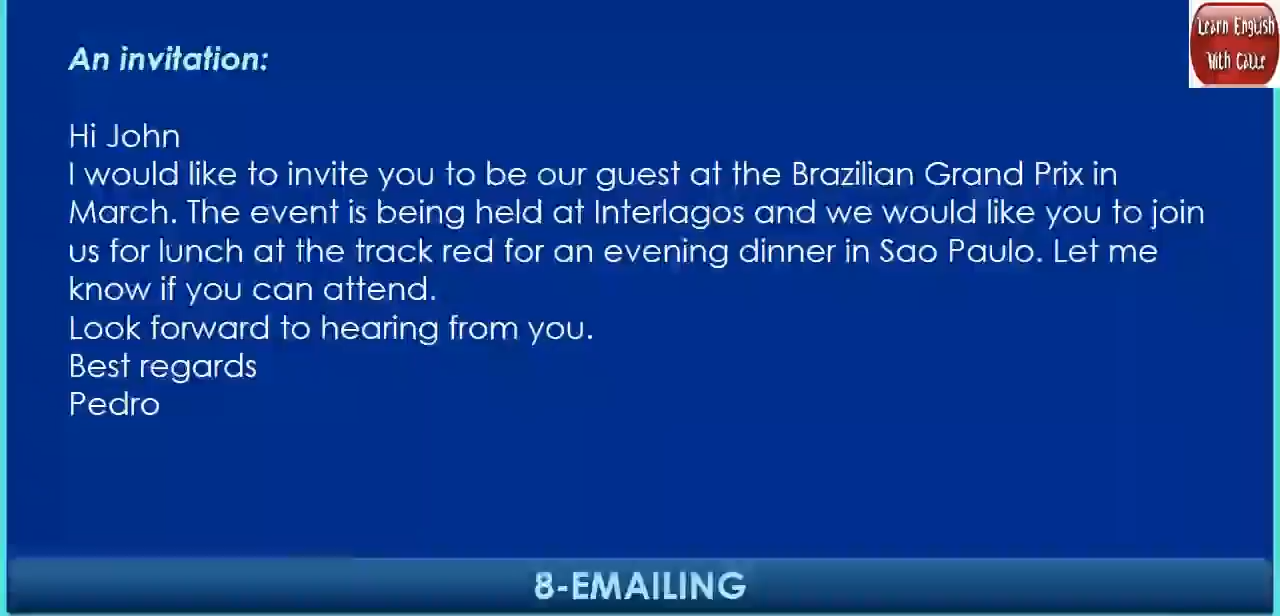 Learn English
With Callr
An invitation:
Hi John
I would like to invite you to be our guest at the Brazilian Grand Prix in
March. The event is being held at Interlagos and we would like you to join
us for lunch at the track red for an evening dinner in Sao Paulo. Let me
know if you can attend.
Look forward to hearing from you.
Best regards
Pedro
8-EMAILING